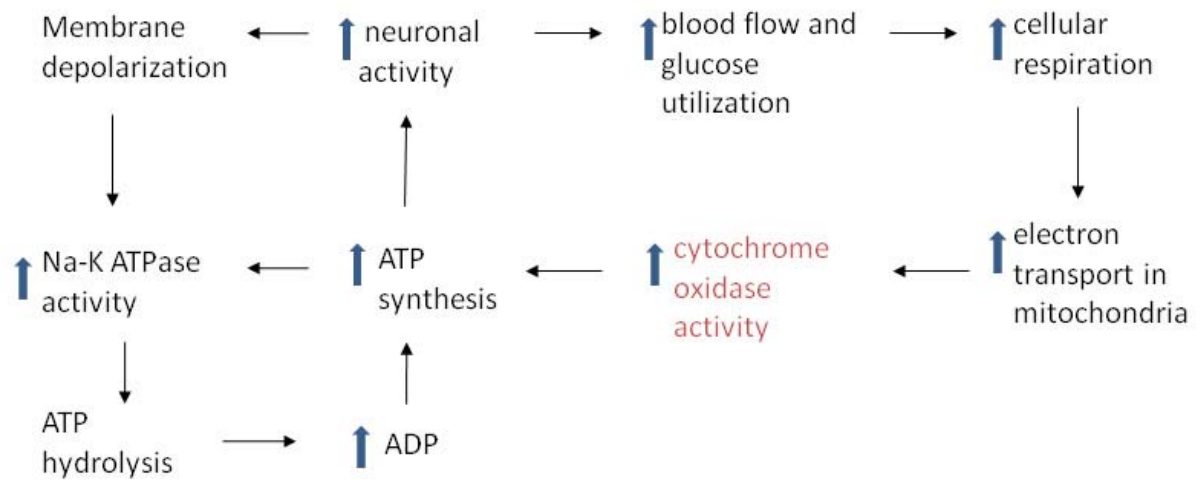 Membrane
depolarization
neuronal
activity
blood flow and
glucose
utilization
cellular
respiration
Na-K ATPase
activity
ATP
synthesis
cytochrome
oxidase
activity
electron
transport in
mitochondria
ATP
hydrolysis
ADP